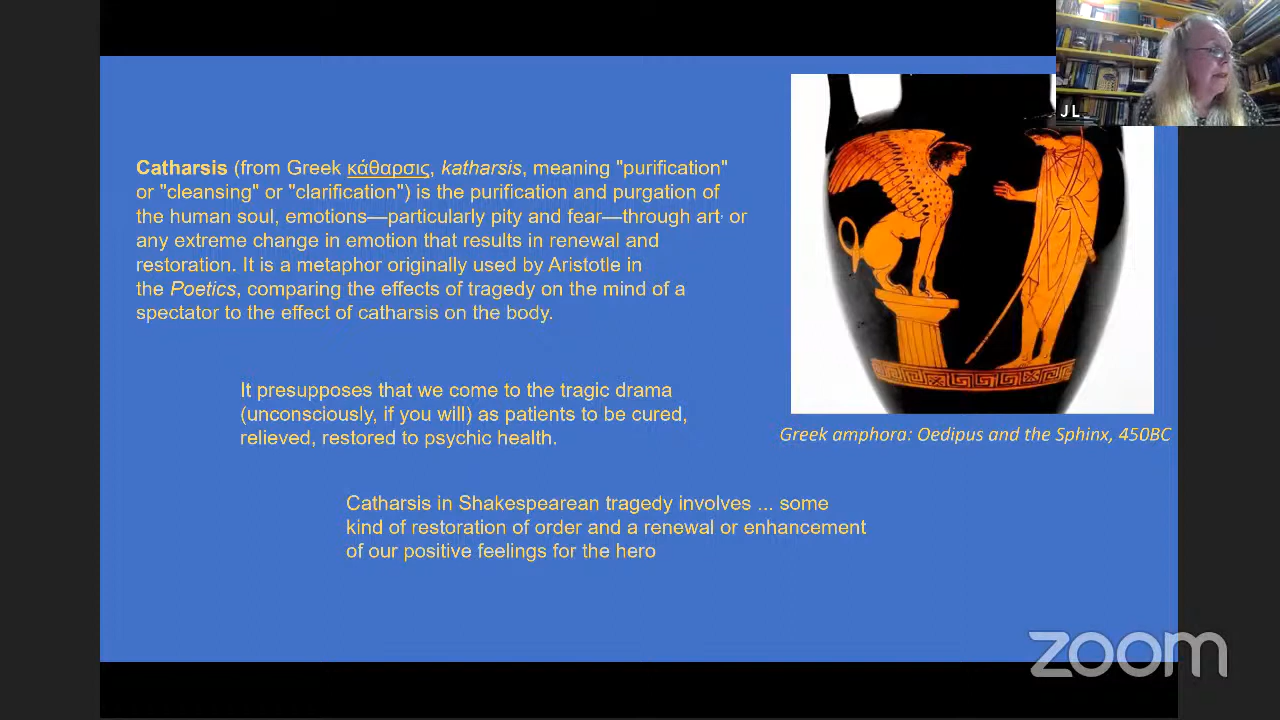 Catharsis (from Greek κάθαρσις, katharsis, meaning "purification"
or "cleansing" or "clarification") is the purification and purgation of
the human soul, emotions—particularly pity and fear—through art, or
any extreme change in emotion that results in renewal and
restoration. It is a metaphor originally used by Aristotle in
the Poetics, comparing the effects of tragedy on the mind of a
spectator to the effect of catharsis on the body.
It presupposes that we come to the tragic drama
(unconsciously, if you will) as patients to be cured,
relieved, restored to psychic health.
Catharsis in Shakespearean tragedy involves ... some
kind of restoration of order and a renewal or enhancement
of our positive feelings for the hero
Greek amphora: Oedipus and the Sphinx, 450BC
J L
zoom